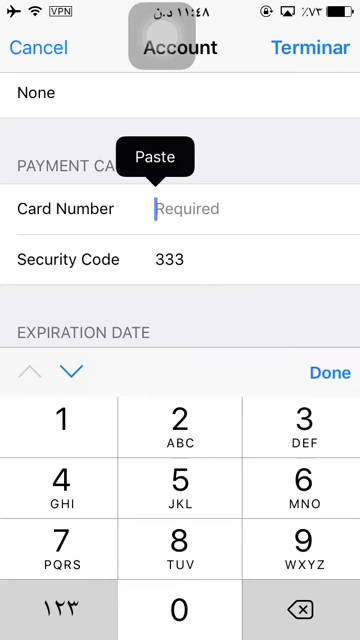 VPN ١١:٤٨ د.ن ٪٧٣
Cancel Account Terminar
None
PAYMENT CA
Paste
Card Number Required
Security Code 333
EXPIRATION DATE
Done
1 2 3
ABC DEF
4 5 6
GHI JKL MNO
7 8 9
PQRS TUV WXYZ
١٢٣ 0